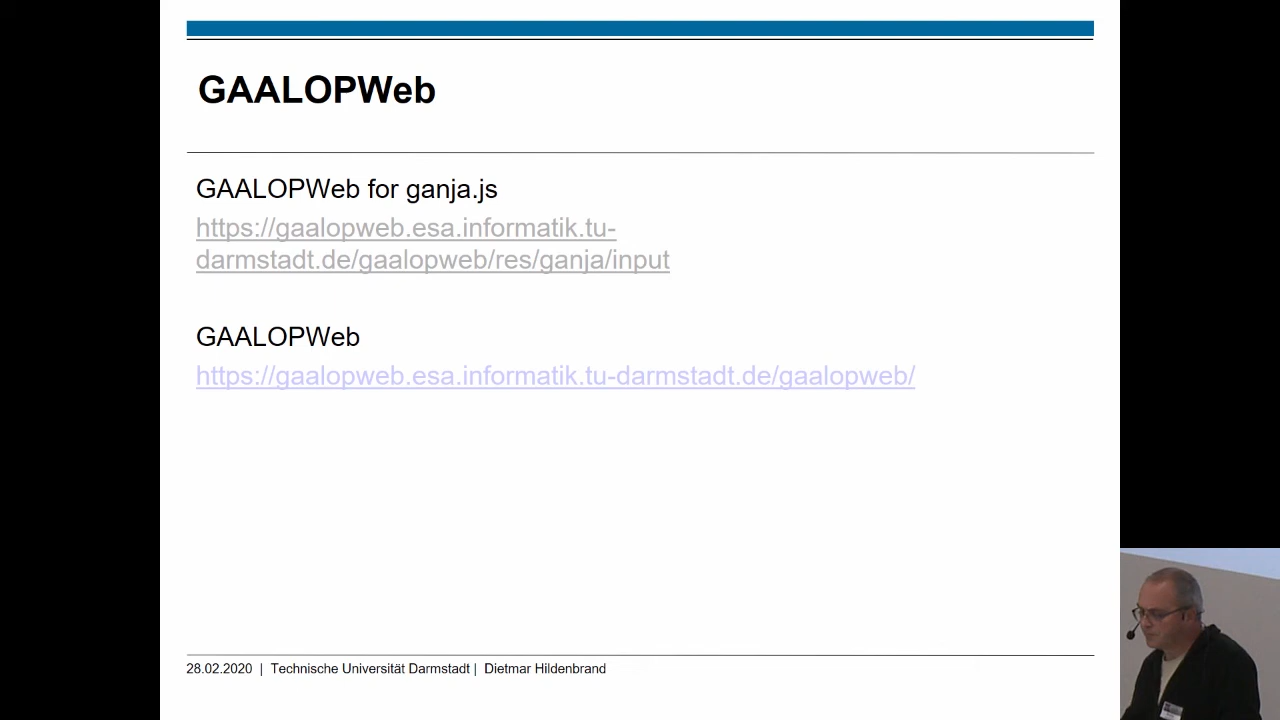 GAALOPWeb
GAALOPWeb for ganja.js
https://gaalopweb.esa.informatik.tu-
darmstadt.de/gaalopweb/res/ganja/input
GAALOPWeb
https://gaalopweb.esa.informatik.tu-darmstadt.de/gaalopweb/
28.02.2020 | Technische Universität Darmstadt | Dietmar Hildenbrand